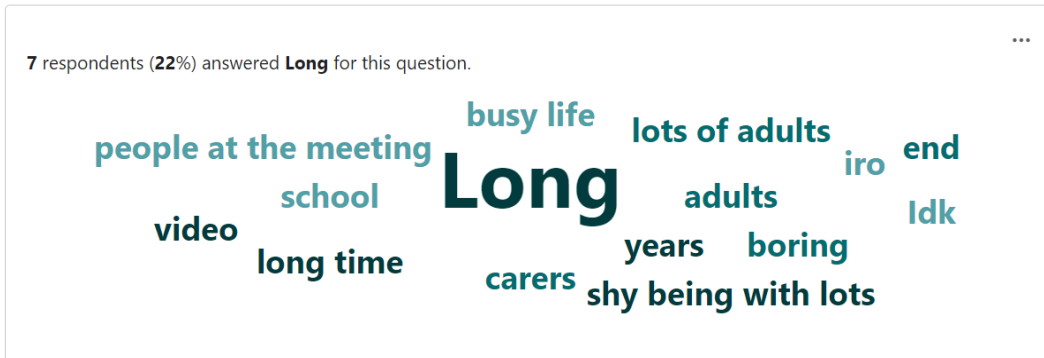 ...
7 respondents (22%) answered Long for this question.
busy life
lots of adults
people at the meeting
end
iro
Long
school
adults
Idk
video
years
boring
long time
carers
shy being with lots